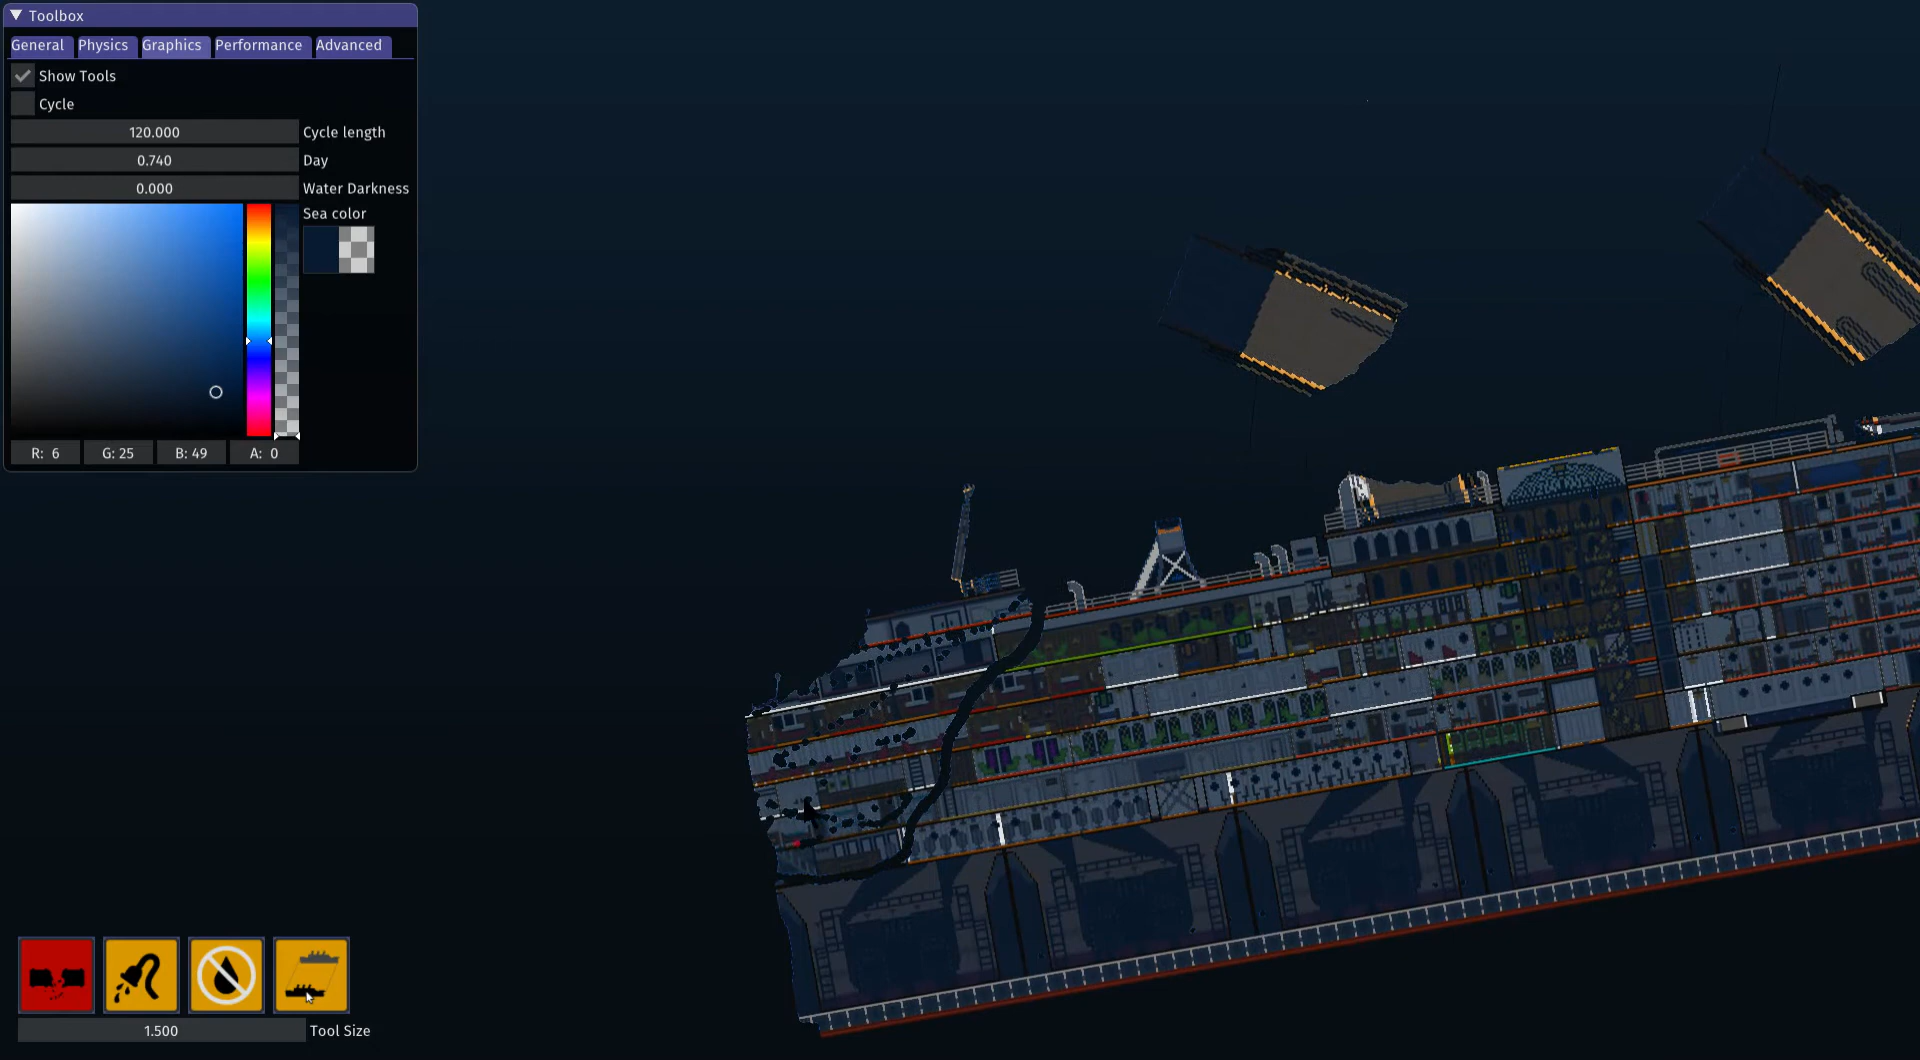 Toolbox
General Physics Graphics Performance Advanced
Show Tools
Cycle
120.000 Cycle length
0.740 Day
0.000 Water Darkness
Sea color
R: 6 G: 25 B: 49 A: 0
1.500 Tool Size